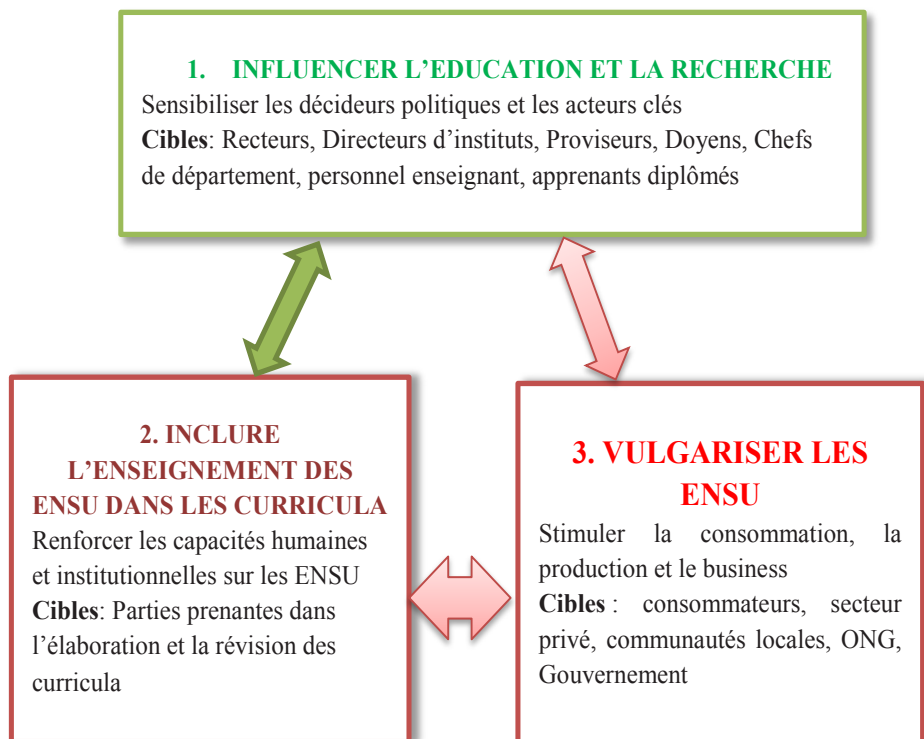 1. INFLUENCER L’EDUCATION ET LA RECHERCHE
Sensibiliser les décideurs politiques et les acteurs clés
Cibles: Recteurs, Directeurs d’instituts, Proviseurs, Doyens, Chefs
de département, personnel enseignant, apprenants diplômés
2. INCLURE
L’ENSEIGNEMENT DES
ENSU DANS LES CURRICULA
Renforcer les capacités humaines
et institutionnelles sur les ENSU
Cibles: Parties prenantes dans
l’élaboration et la révision des
curricula
3. VULGARISER LES
ENSU
Stimuler la consommation, la
production et le business
Cibles : consommateurs, secteur
privé, communautés locales, ONG,
Gouvernement